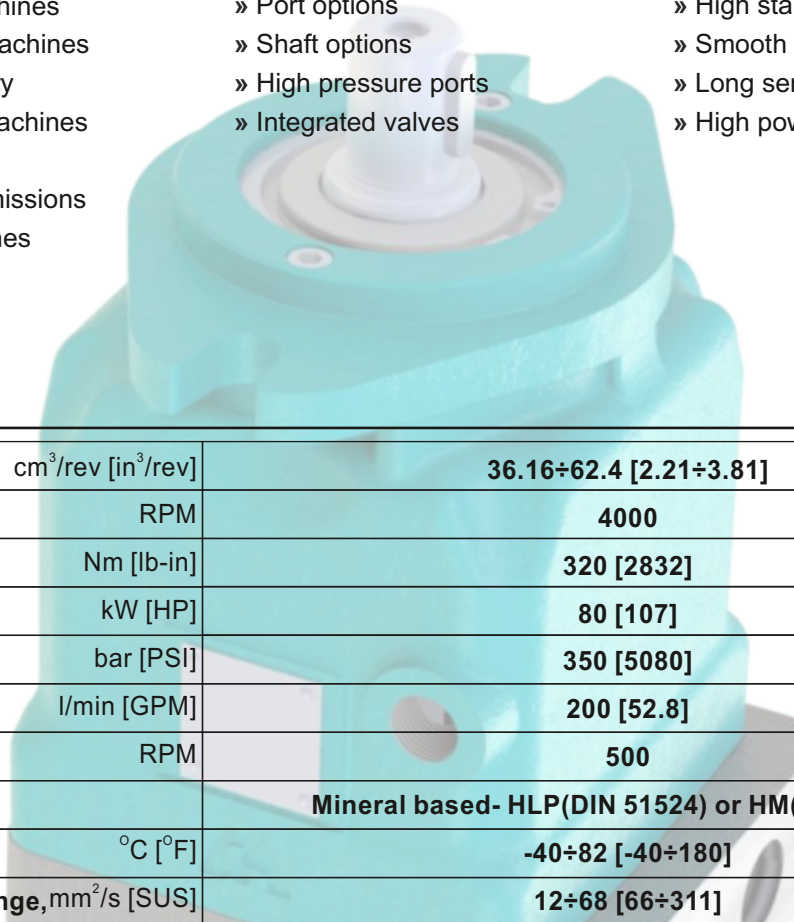 hines
achines
y
achines
nissions
nes
» Port options
» Shaft options
» High pressure ports
» Integrated valves
» High sta
» Smooth
» Long ser
» High pow
cm³/rev [in³/rev] 36.16÷62.4 [2.21÷3.81]
RPM 4000
Nm [lb-in] 320 [2832]
kW [HP] 80 [107]
bar [PSI] 350 [5080]
l/min [GPM] 200 [52.8]
RPM 500
Mineral based- HLP(DIN 51524) or HM(
°C [°F] -40÷82 [-40÷180]
nge, mm²/s [SUS] 12÷68 [66÷311]